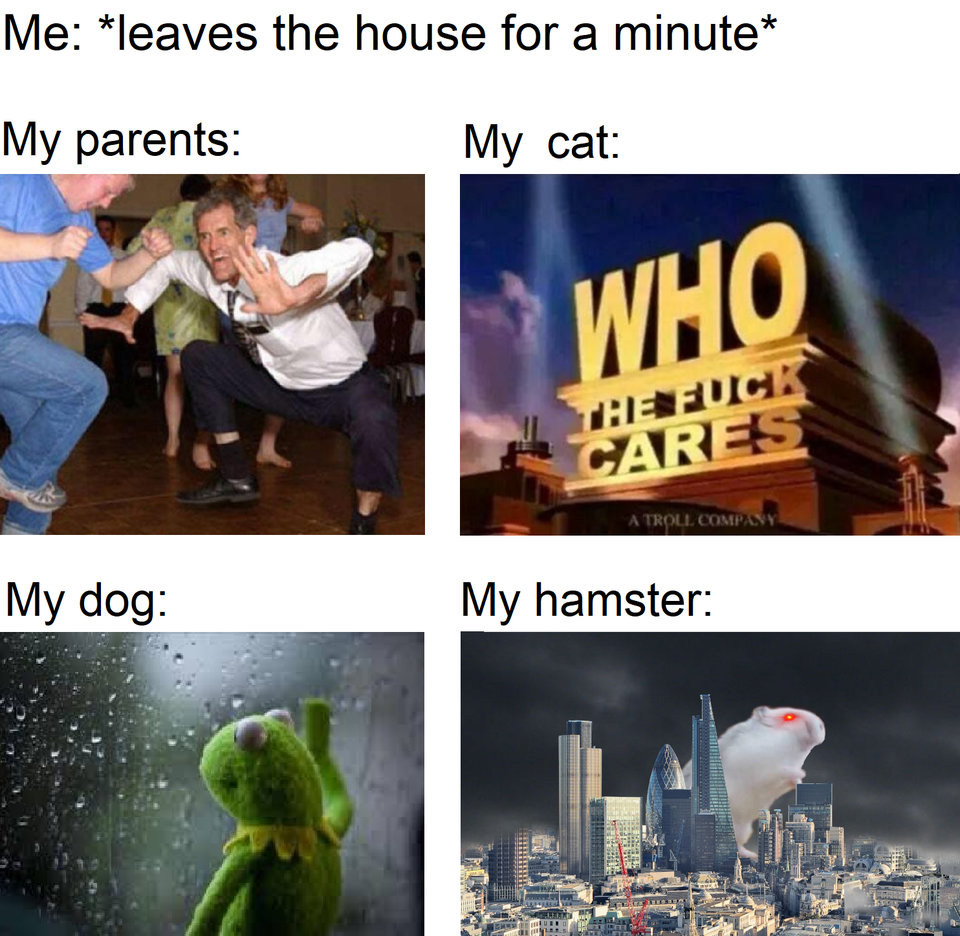 Me: *leaves the house for a minute*
My parents:
My cat:
WHO
THE FUCK
CARES
A TROLL COMPANY
My dog:
My hamster: